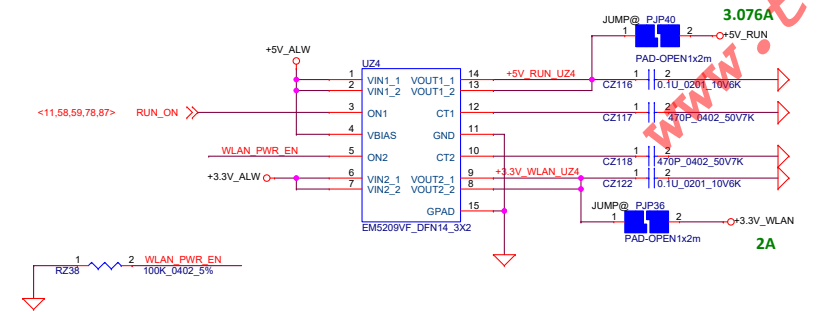 3.076A
JUMP@ PJP40
1 2
+5V_RUN
PAD-OPEN1x2m
+5V_ALW
UZ4
1 VIN1_1 VOUT1_1 14 +5V_RUN_UZ4
2 VIN1_2 VOUT1_2 13
1 2
CZ116 0.1U_0201_10V6K
<11,58,59,78,87> RUN_ON 3 ON1 CT1 12
1 2
CZ117 470P_0402_50V7K
4 VBIAS GND 11
WLAN_PWR_EN 5 ON2 CT2 10
1 2
CZ118 470P_0402_50V7K
+3.3V_ALW 6 VIN2_1 VOUT2_1 9 +3.3V_WLAN_UZ4
7 VIN2_2 VOUT2_2 8
1 2
CZ122 0.1U_0201_10V6K
GPAD 15
EM5209VF_DFN14_3X2
JUMP@ PJP36
1 2
+3.3V_WLAN
PAD-OPEN1x2m
2A
1 2 WLAN_PWR_EN
RZ38 100K_0402_5%
www.t